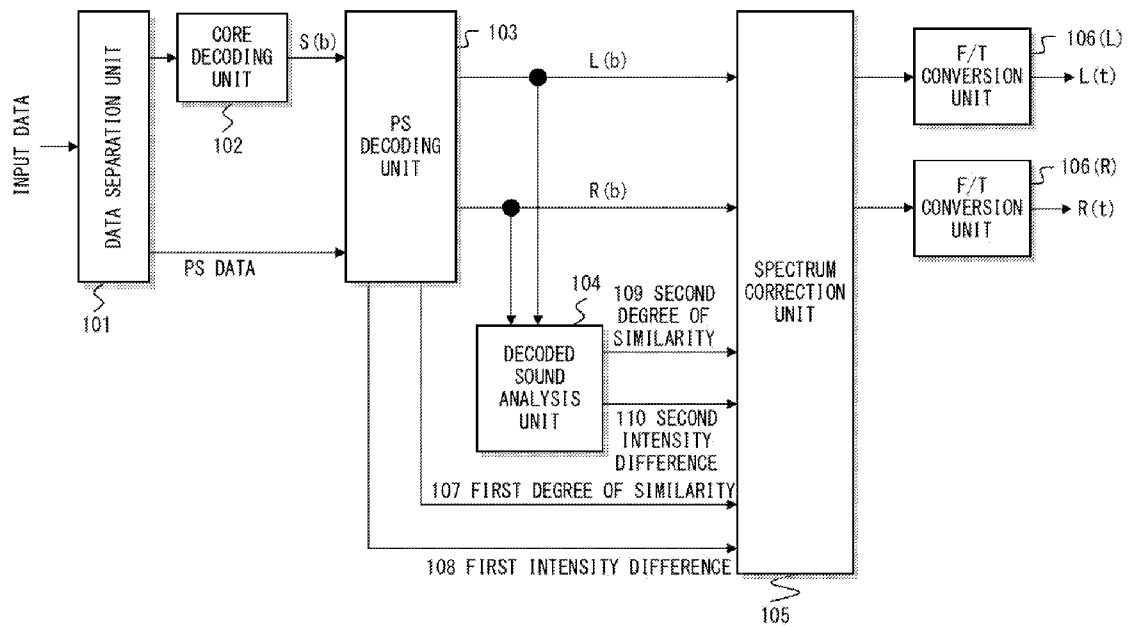 INPUT DATA
DATA SEPARATION UNIT
101
CORE
DECODING
UNIT
102
S(b)
PS DATA
PS
DECODING
UNIT
103
L(b)
R(b)
104
DECODED
SOUND
ANALYSIS
UNIT
109 SECOND
DEGREE OF
SIMILARITY
110 SECOND
INTENSITY
DIFFERENCE
107 FIRST DEGREE OF SIMILARITY
108 FIRST INTENSITY DIFFERENCE
SPECTRUM
CORRECTION
UNIT
105
F/T
CONVERSION
UNIT
106(L)
L(t)
F/T
CONVERSION
UNIT
106(R)
R(t)